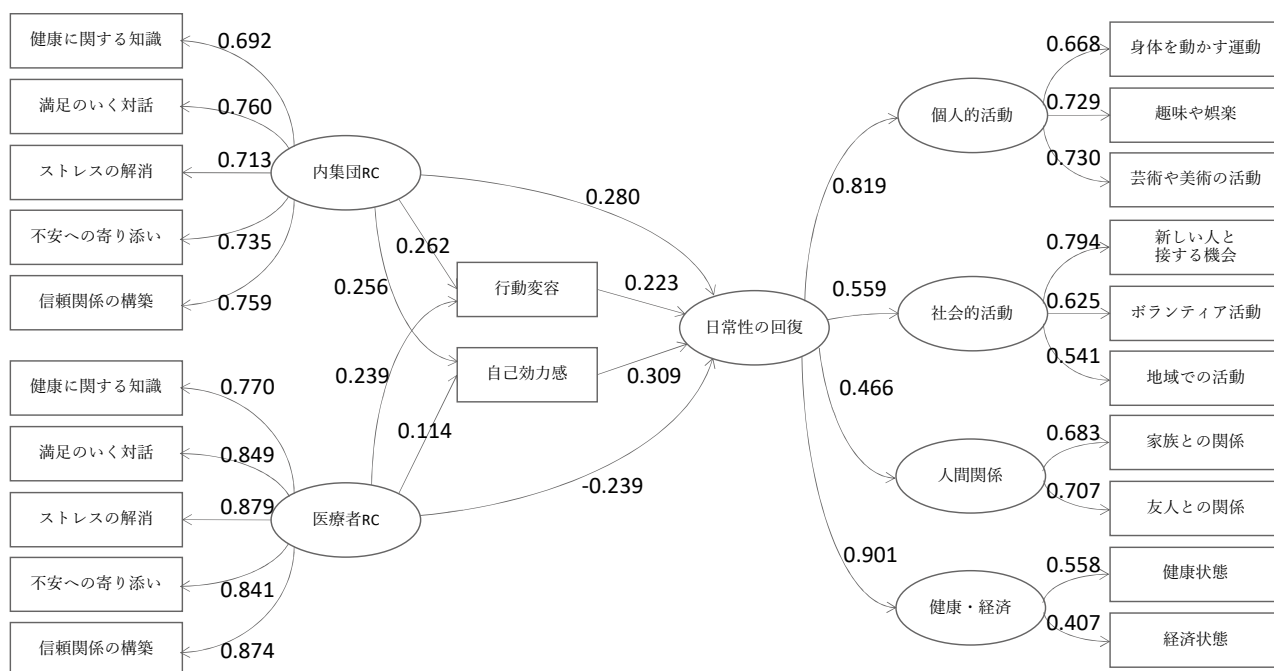 健康に関する知識
満足のいく対話
ストレスの解消
不安への寄り添い
信頼関係の構築
0.692
0.760
0.713
0.735
0.759
内集団RC
健康に関する知識
満足のいく対話
ストレスの解消
不安への寄り添い
信頼関係の構築
0.770
0.849
0.879
0.841
0.874
医療者RC
0.280
0.262
0.256
0.239
0.114
-0.239
行動変容
自己効力感
0.223
0.309
日常性の回復
0.819
0.559
0.466
0.901
個人的活動
0.668
0.729
0.730
身体を動かす運動
趣味や娯楽
芸術や美術の活動
社会的活動
0.794
0.625
0.541
新しい人と
接する機会
ボランティア活動
地域での活動
人間関係
0.683
0.707
家族との関係
友人との関係
健康・経済
0.558
0.407
健康状態
経済状態